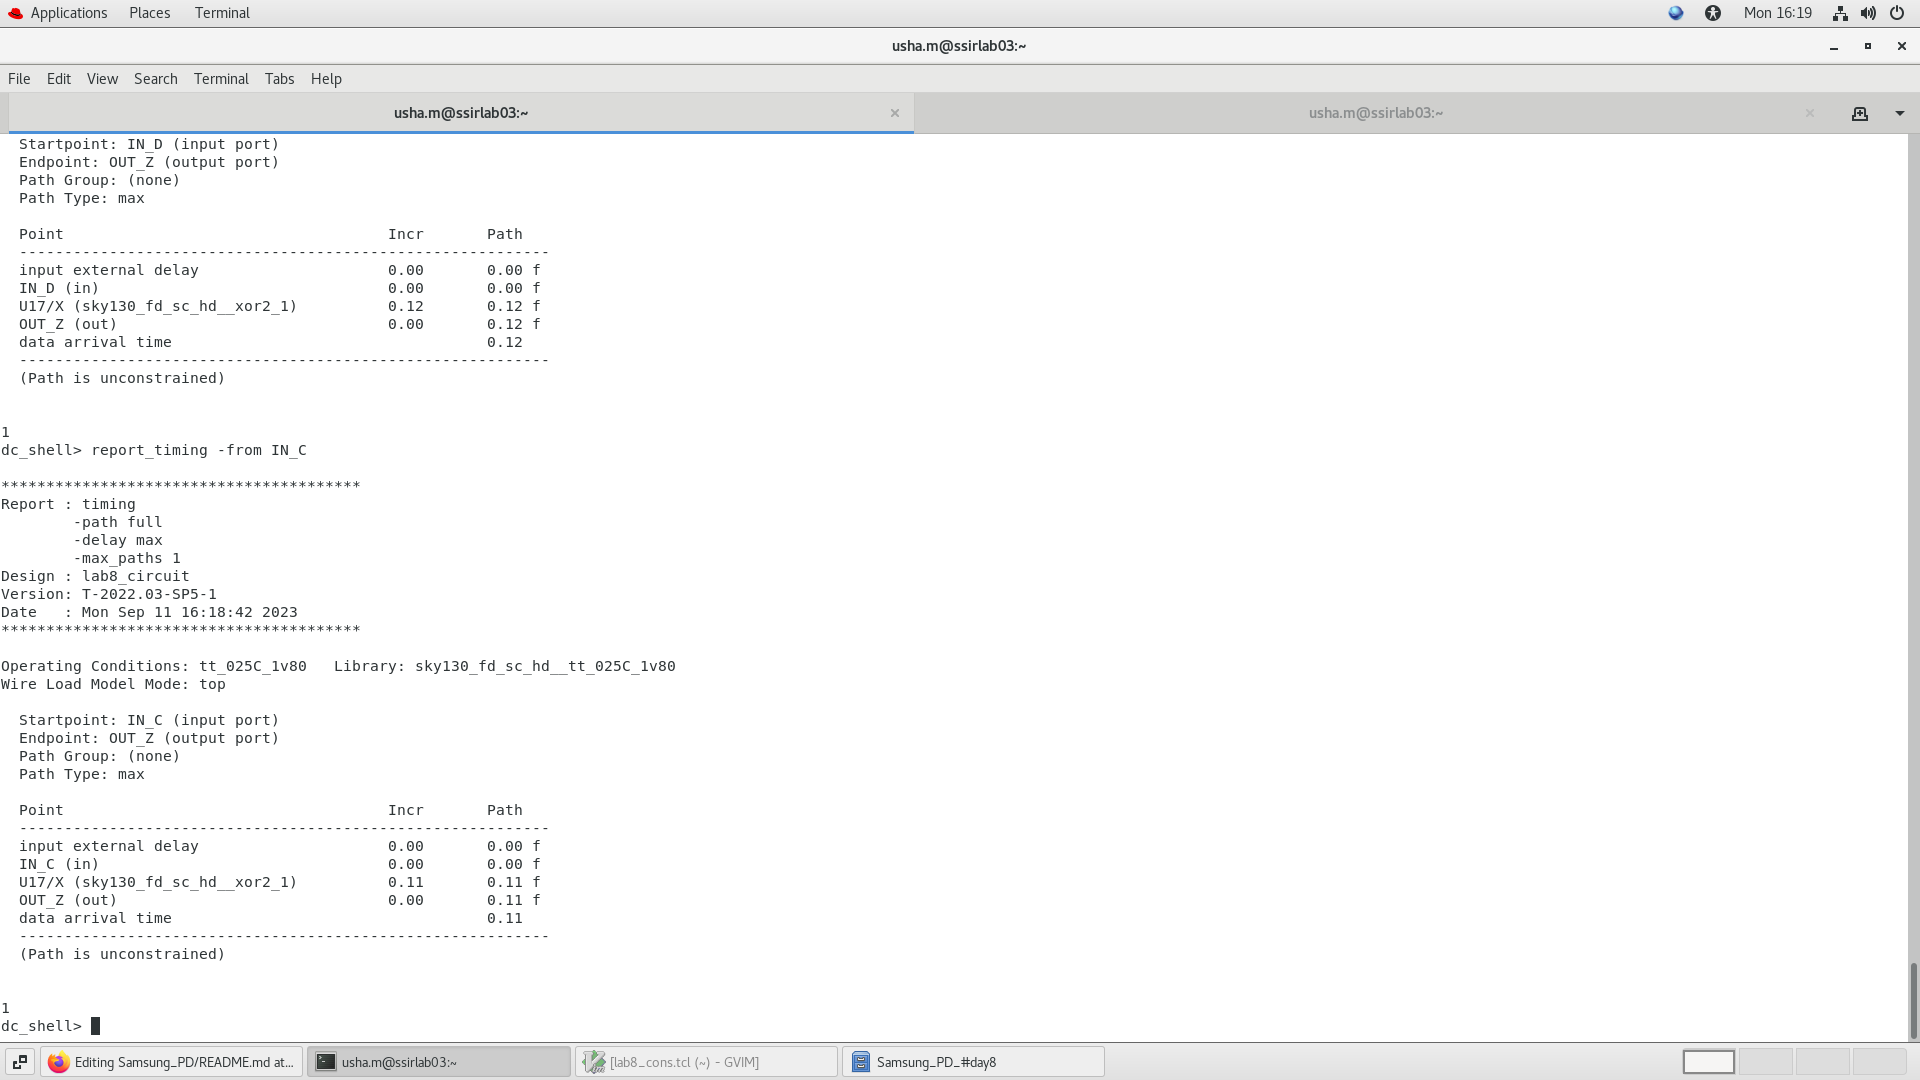 Applications Places Terminal Mon 16:19
usha.m@ssirlab03:~
File Edit View Search Terminal Tabs Help
usha.m@ssirlab03:~ usha.m@ssirlab03:~
  Startpoint: IN_D (input port)
  Endpoint: OUT_Z (output port)
  Path Group: (none)
  Path Type: max
  Point                                    Incr       Path
  -----------------------------------------------------------
  input external delay                     0.00       0.00 f
  IN_D (in)                                0.00       0.00 f
  U17/X (sky130_fd_sc_hd__xor2_1)          0.12       0.12 f
  OUT_Z (out)                              0.00       0.12 f
  data arrival time                                   0.12
  -----------------------------------------------------------
  (Path is unconstrained)
1
dc_shell> report_timing -from IN_C
****************************************
Report : timing
        -path full
        -delay max
        -max_paths 1
Design : lab8_circuit
Version: T-2022.03-SP5-1
Date   : Mon Sep 11 16:18:42 2023
****************************************
Operating Conditions: tt_025C_1v80   Library: sky130_fd_sc_hd__tt_025C_1v80
Wire Load Model Mode: top
  Startpoint: IN_C (input port)
  Endpoint: OUT_Z (output port)
  Path Group: (none)
  Path Type: max
  Point                                    Incr       Path
  -----------------------------------------------------------
  input external delay                     0.00       0.00 f
  IN_C (in)                                0.00       0.00 f
  U17/X (sky130_fd_sc_hd__xor2_1)          0.11       0.11 f
  OUT_Z (out)                              0.00       0.11 f
  data arrival time                                   0.11
  -----------------------------------------------------------
  (Path is unconstrained)
1
dc_shell>
Editing Samsung_PD/README.md at... usha.m@ssirlab03:~ [lab8_cons.tcl (~) - GVIM] Samsung_PD_#day8